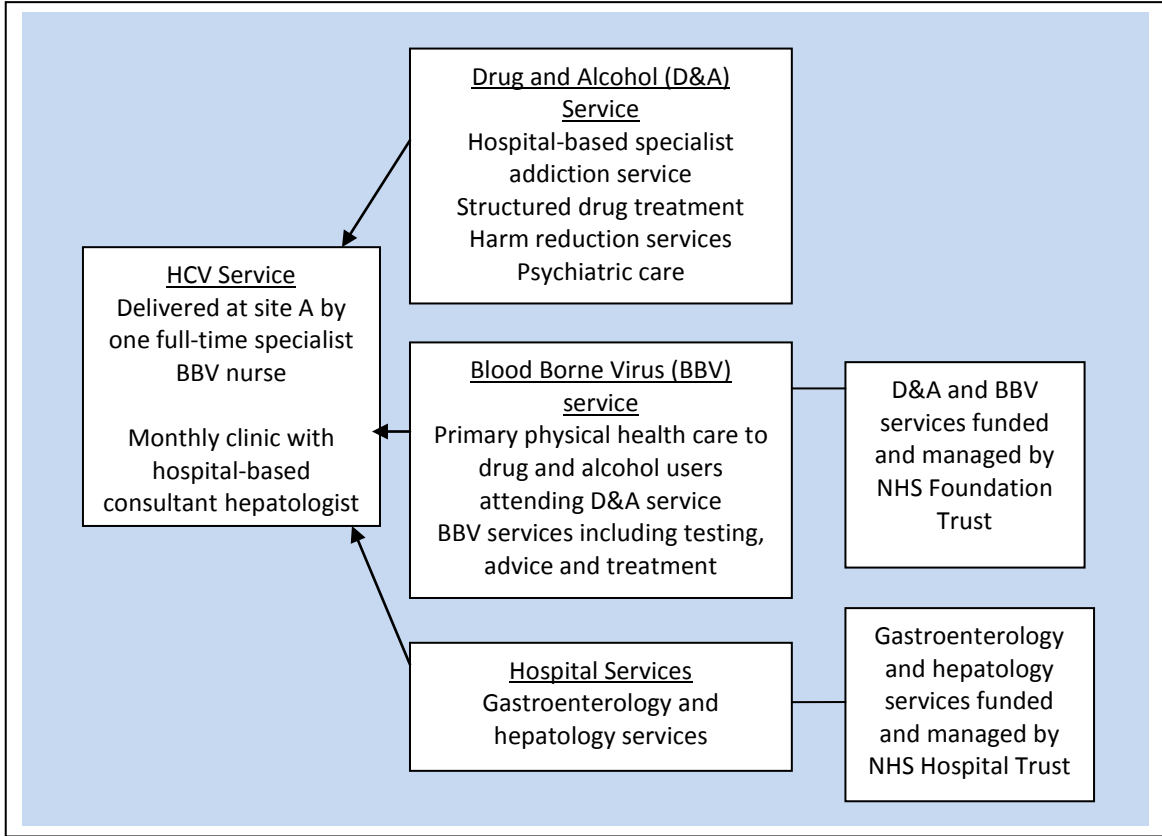 Drug and Alcohol (D&A)
Service
Hospital-based specialist
addiction service
Structured drug treatment
Harm reduction services
Psychiatric care
HCV Service
Delivered at site A by
one full-time specialist
BBV nurse
Monthly clinic with
hospital-based
consultant hepatologist
Blood Borne Virus (BBV)
service
Primary physical health care to
drug and alcohol users
attending D&A service
BBV services including testing,
advice and treatment
D&A and BBV
services funded
and managed by
NHS Foundation
Trust
Hospital Services
Gastroenterology and
hepatology services
Gastroenterology
and hepatology
services funded
and managed by
NHS Hospital Trust